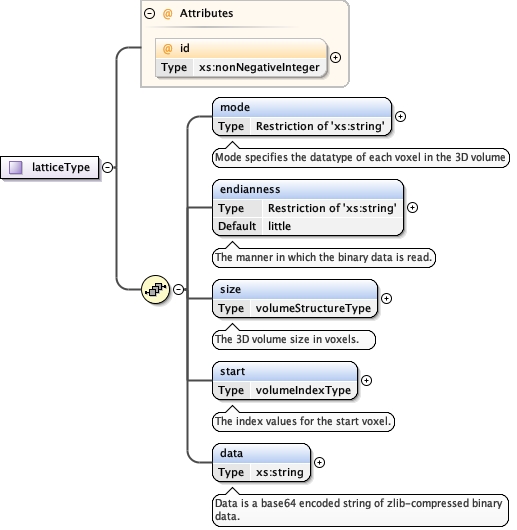 @ Attributes
@ id
Type xs:nonNegativeInteger
mode
Type Restriction of 'xs:string'
Mode specifies the datatype of each voxel in the 3D volume
latticeType
endianness
Type Restriction of 'xs:string'
Default little
The manner in which the binary data is read.
size
Type volumeStructureType
The 3D volume size in voxels.
start
Type volumeIndexType
The index values for the start voxel.
data
Type xs:string
Data is a base64 encoded string of zlib-compressed binary
data.